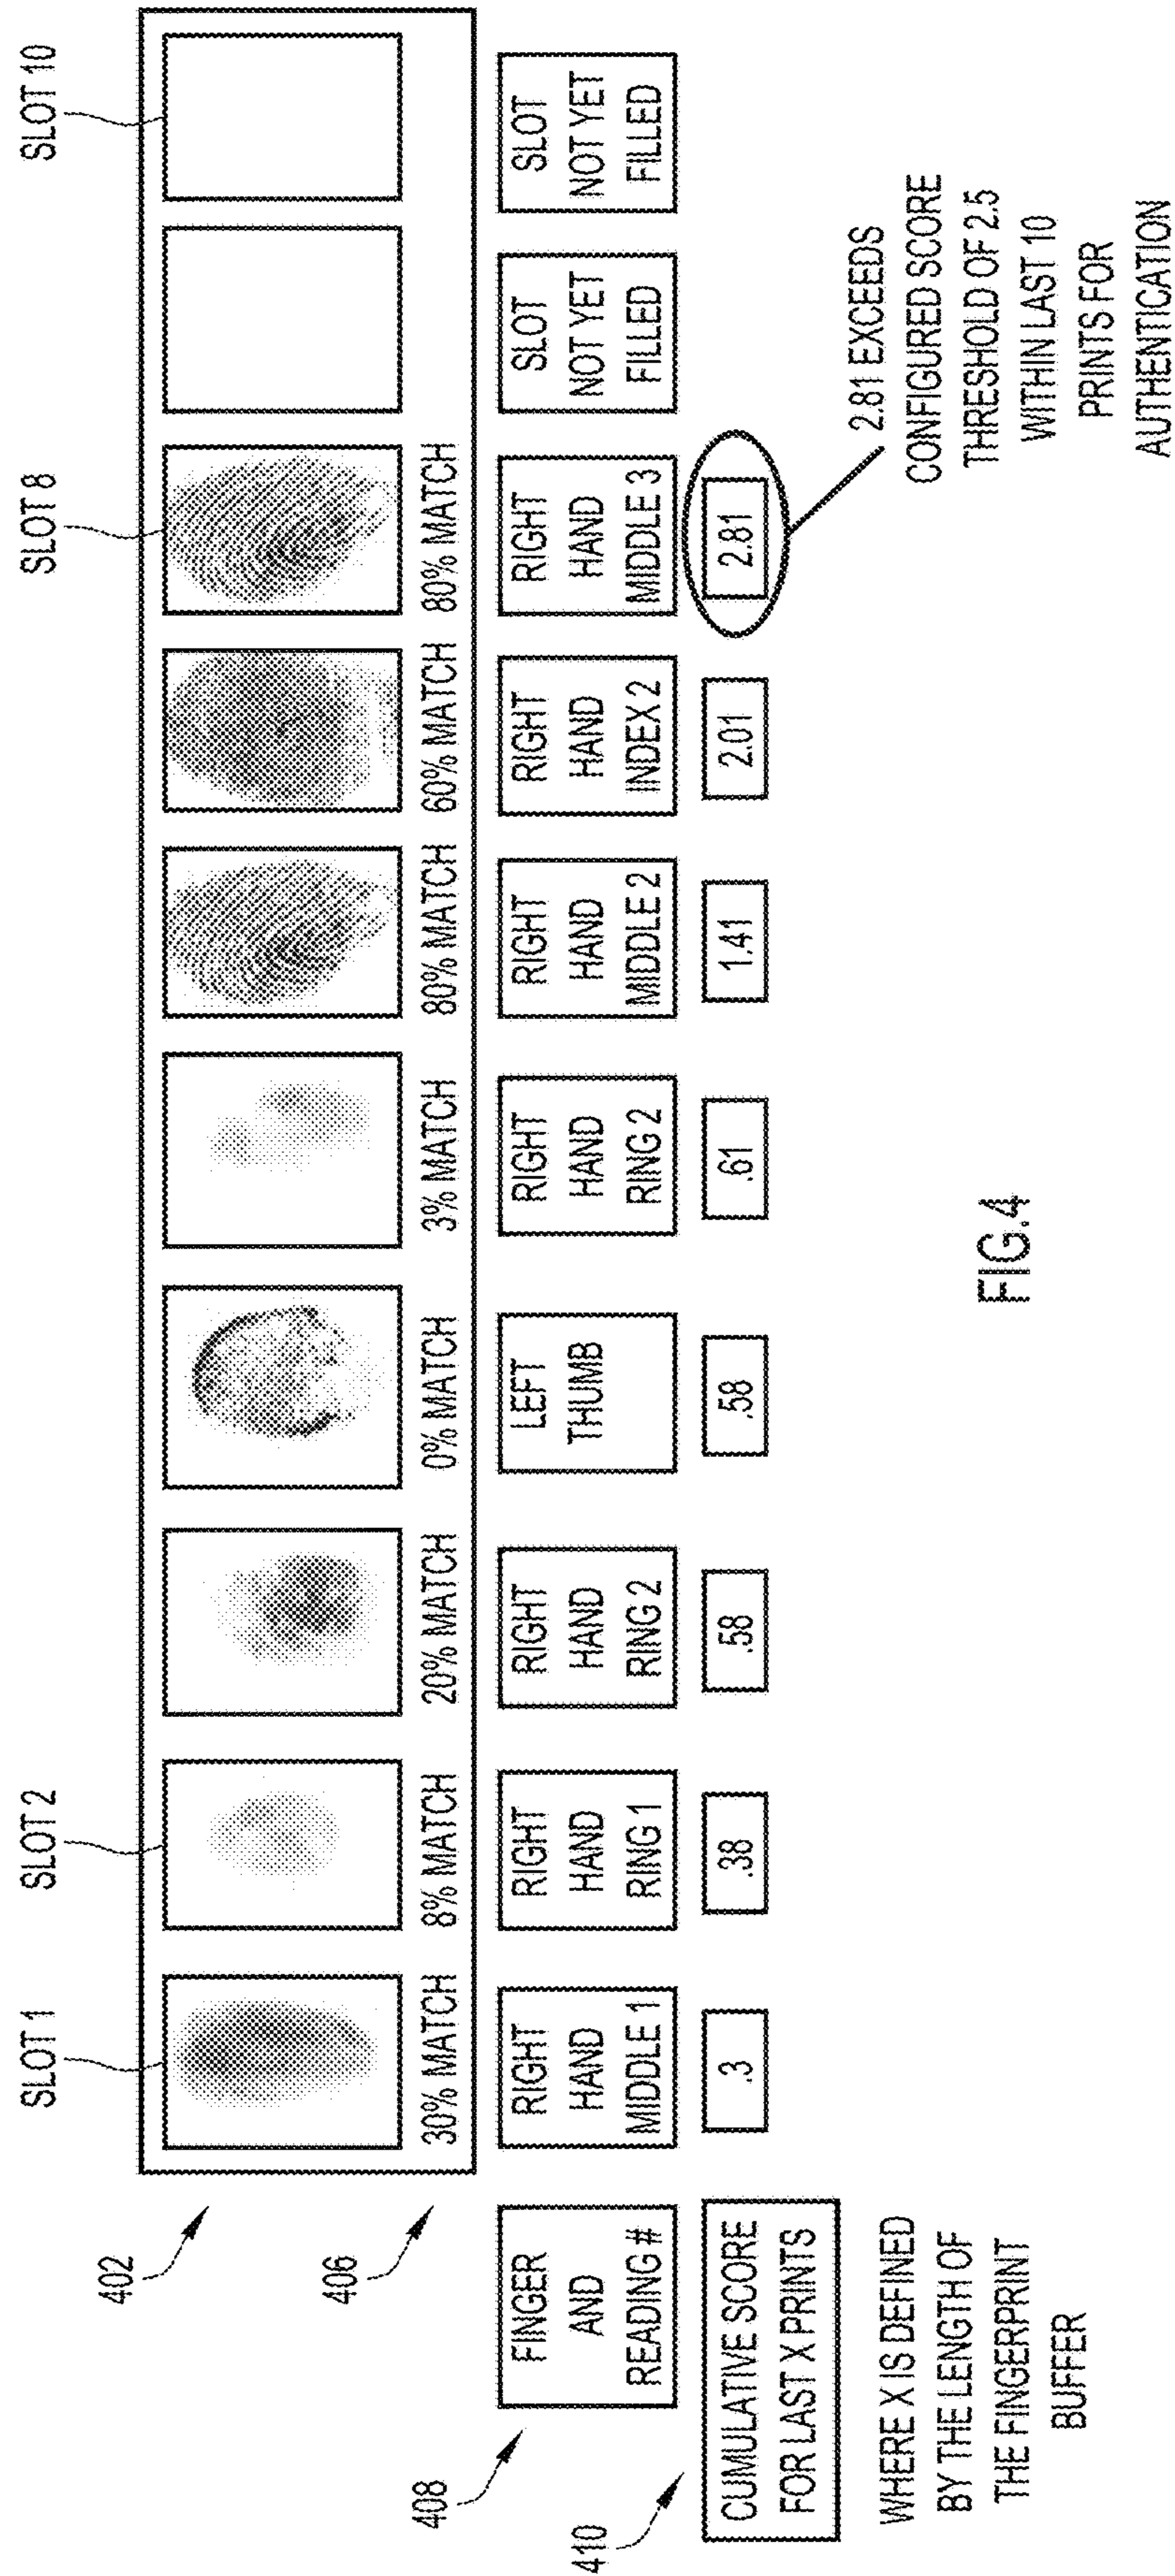 SLOT 1
SLOT 2
SLOT 8
SLOT 10
402
406
30% MATCH
8% MATCH
20% MATCH
0% MATCH
3% MATCH
80% MATCH
60% MATCH
80% MATCH
408
FINGER
AND
READING #
RIGHT
HAND
MIDDLE 1
RIGHT
HAND
RING 1
RIGHT
HAND
RING 2
LEFT
THUMB
RIGHT
HAND
RING 2
RIGHT
HAND
MIDDLE 2
RIGHT
HAND
INDEX 2
RIGHT
HAND
MIDDLE 3
SLOT
NOT YET
FILLED
SLOT
NOT YET
FILLED
410
CUMULATIVE SCORE
FOR LAST X PRINTS
.3
.38
.58
.58
.61
1.41
2.01
2.81
WHERE X IS DEFINED
BY THE LENGTH OF
THE FINGERPRINT
BUFFER
2.81 EXCEEDS
CONFIGURED SCORE
THRESHOLD OF 2.5
WITHIN LAST 10
PRINTS FOR
AUTHENTICATION
FIG.4